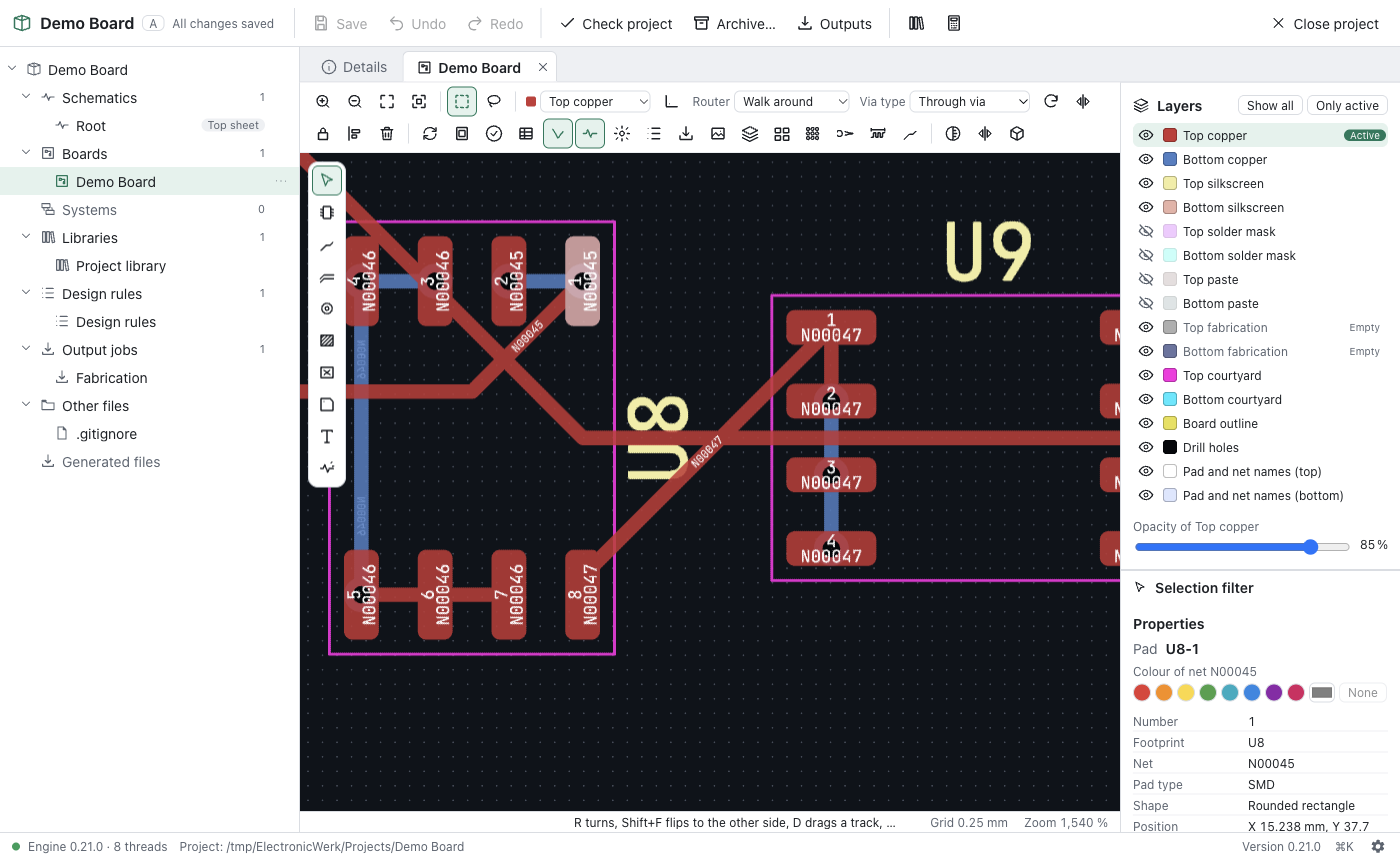 Demo Board A All changes saved Save Undo Redo Check project Archive... Outputs Close project
Demo Board
Schematics 1
Root Top sheet
Boards 1
Demo Board ...
Systems 0
Libraries 1
Project library
Design rules 1
Design rules
Output jobs 1
Fabrication
Other files
.gitignore
Generated files
Details Demo Board
Top copper Router Walk around Via type Through via
4 N00046
3 N00046
2 N00045
1 N00045
N00045
N00046
N00046
5 N00046
6 N00046
7 N00046
8 N00047
U8
N00047
U9
1
N00047
2
N00047
3
N00047
4
N00047
N
N
N
N
R turns, Shift+F flips to the other side, D drags a track, ... Grid 0.25 mm Zoom 1,540 %
Layers Show all Only active
Top copper Active
Bottom copper
Top silkscreen
Bottom silkscreen
Top solder mask
Bottom solder mask
Top paste
Bottom paste
Top fabrication Empty
Bottom fabrication Empty
Top courtyard
Bottom courtyard
Board outline
Drill holes
Pad and net names (top)
Pad and net names (bottom)
Opacity of Top copper
85 %
Selection filter
Properties
Pad U8-1
Colour of net N00045
None
Number 1
Footprint U8
Net N00045
Pad type SMD
Shape Rounded rectangle
Position X 15.238 mm, Y 37.7
Engine 0.21.0 · 8 threads Project: /tmp/ElectronicWerk/Projects/Demo Board Version 0.21.0 ⌘K